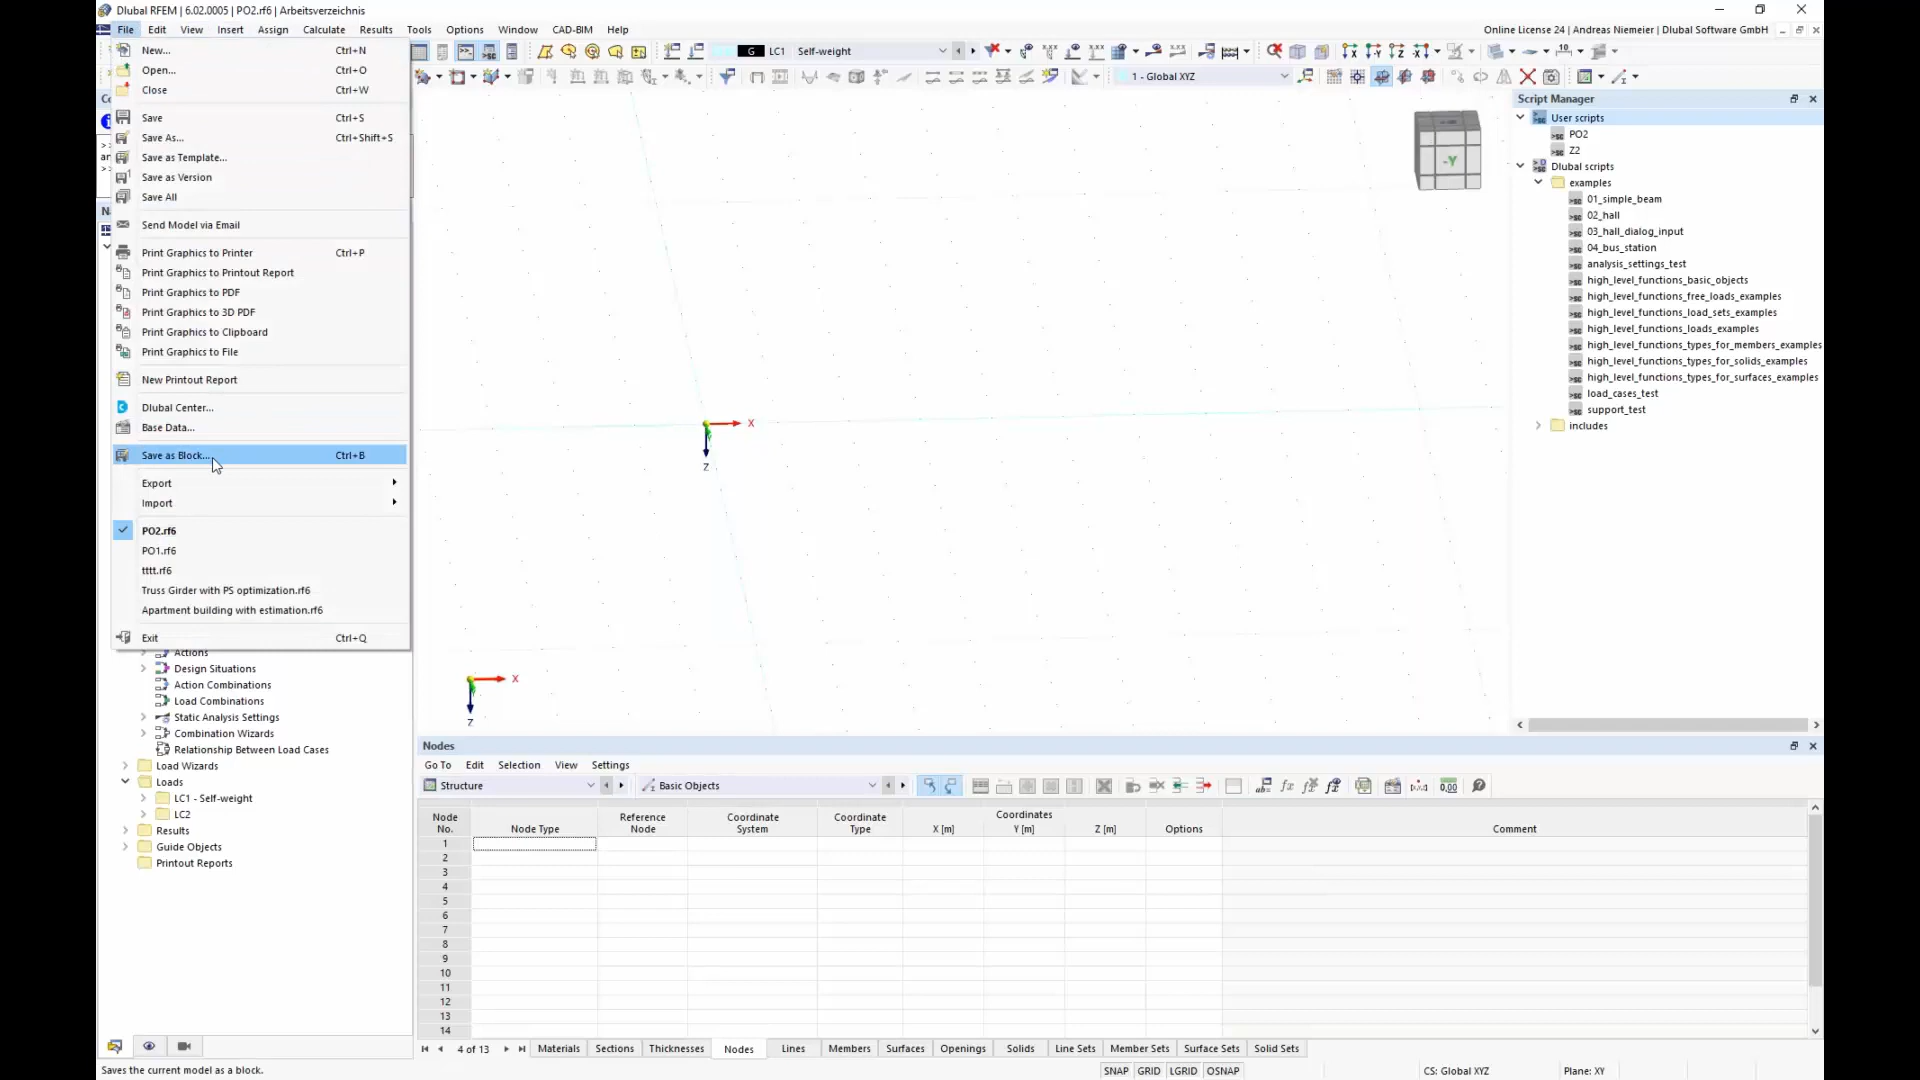 Dlubal RFEM | 6.02.0005 | PO2.rf6 | Arbeitsverzeichnis
File Edit View Insert Assign Calculate Results Tools Options Window CAD-BIM Help
Online License 24 | Andreas Niemeier | Dlubal Software GmbH
New... Ctrl+N
Open... Ctrl+O
Close Ctrl+W
Save Ctrl+S
Save As... Ctrl+Shift+S
Save as Template...
Save as Version
Save All
Send Model via Email
Print Graphics to Printer Ctrl+P
Print Graphics to Printout Report
Print Graphics to PDF
Print Graphics to 3D PDF
Print Graphics to Clipboard
Print Graphics to File
New Printout Report
Dlubal Center...
Base Data...
Save as Block... Ctrl+B
Export
Import
PO2.rf6
PO1.rf6
tttt.rf6
Truss Girder with PS optimization.rf6
Apartment building with estimation.rf6
Exit Ctrl+Q
Actions
Design Situations
Action Combinations
Load Combinations
Static Analysis Settings
Combination Wizards
Relationship Between Load Cases
Load Wizards
Loads
LC1 - Self-weight
LC2
Results
Guide Objects
Printout Reports
G LC1 Self-weight
1 - Global XYZ
-Y
X
Z
X
Z
Script Manager
User scripts
PO2
Z2
Dlubal scripts
examples
01_simple_beam
02_hall
03_hall_dialog_input
04_bus_station
analysis_settings_test
high_level_functions_basic_objects
high_level_functions_free_loads_examples
high_level_functions_load_sets_examples
high_level_functions_loads_examples
high_level_functions_types_for_members_examples
high_level_functions_types_for_solids_examples
high_level_functions_types_for_surfaces_examples
load_cases_test
support_test
includes
Nodes
Go To Edit Selection View Settings
Structure Basic Objects
Node No. Node Type Reference Node Coordinate System Coordinate Type Coordinates X [m] Y [m] Z [m] Options Comment
1
2
3
4
5
6
7
8
9
10
11
12
13
14
4 of 13 Materials Sections Thicknesses Nodes Lines Members Surfaces Openings Solids Line Sets Member Sets Surface Sets Solid Sets
Saves the current model as a block.
SNAP GRID LGRID OSNAP CS: Global XYZ Plane: XY